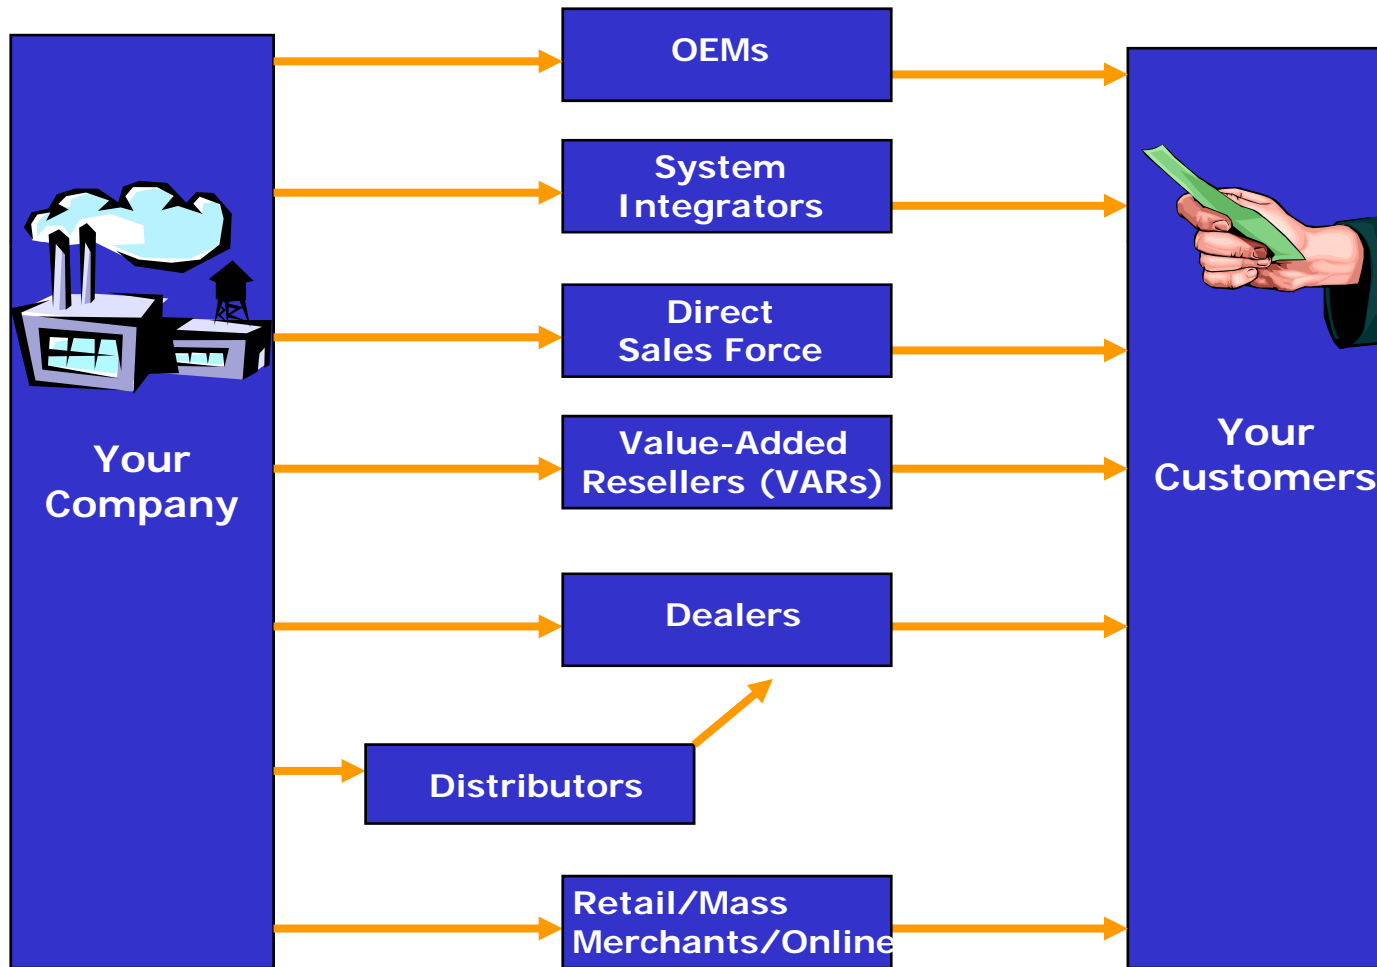 OEMs
System
Integrators
Direct
Sales Force
Your
Company
Value-Added
Resellers (VARs)
Your
Customers
Dealers
Distributors
Retail/Mass
Merchants/Online